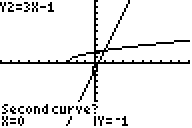 Y2=3X-1
Second curve?
X=0 Y=-1